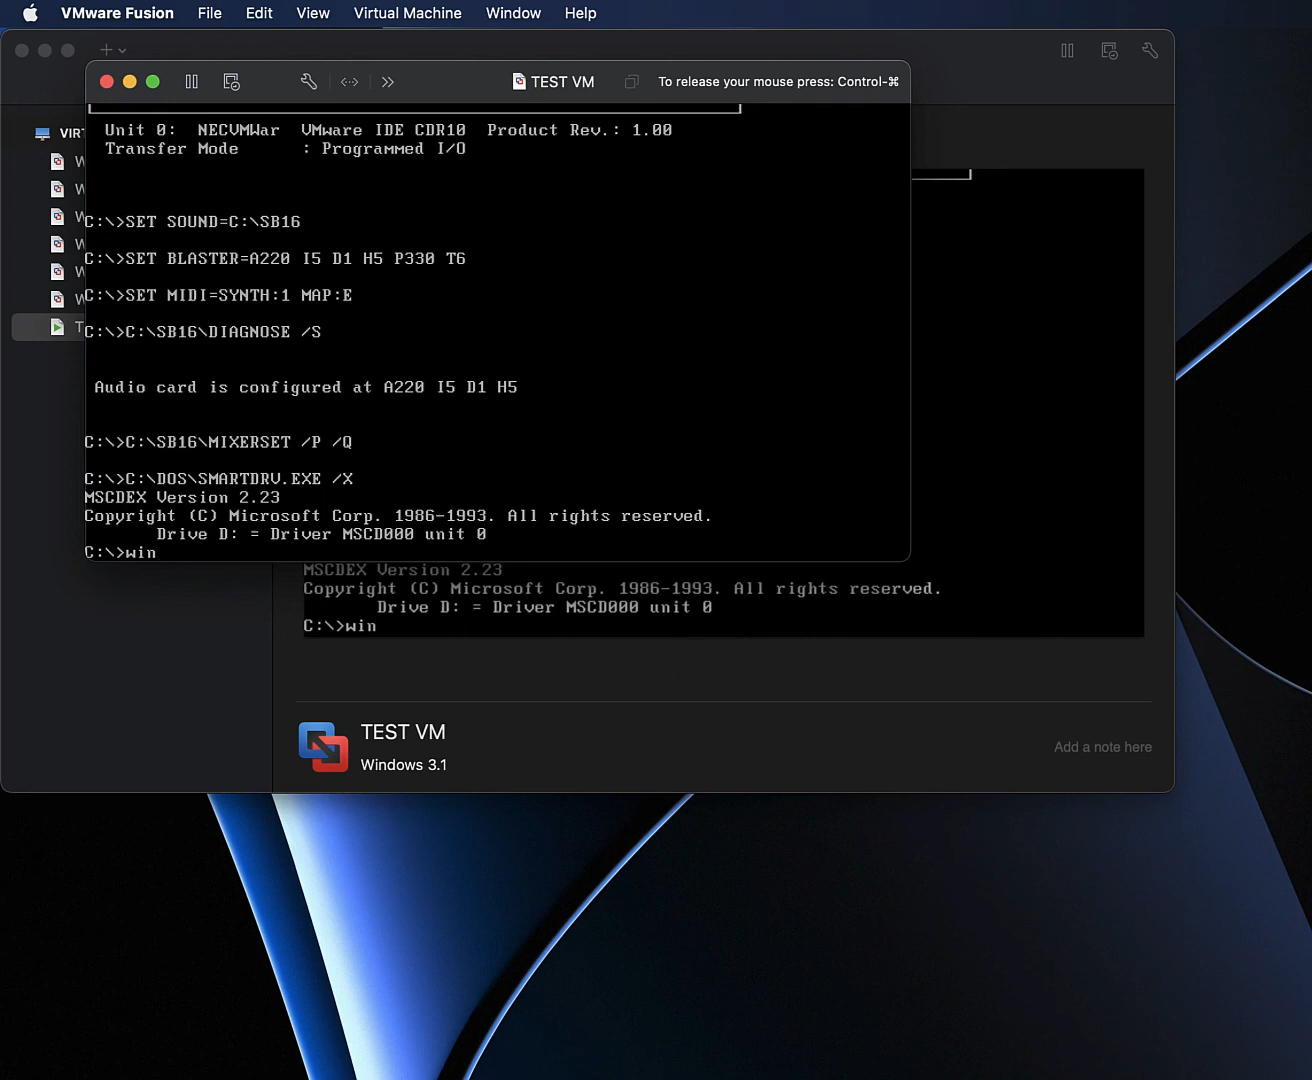 VMware Fusion File Edit View Virtual Machine Window Help
TEST VM To release your mouse press: Control-⌘
Unit 0: NECVMWar VMware IDE CDR10 Product Rev.: 1.00
Transfer Mode : Programmed I/O
C:\>SET SOUND=C:\SB16
C:\>SET BLASTER=A220 I5 D1 H5 P330 T6
C:\>SET MIDI=SYNTH:1 MAP:E
C:\>C:\SB16\DIAGNOSE /S
Audio card is configured at A220 I5 D1 H5
C:\>C:\SB16\MIXERSET /P /Q
C:\>C:\DOS\SMARTDRV.EXE /X
MSCDEX Version 2.23
Copyright (C) Microsoft Corp. 1986-1993. All rights reserved.
Drive D: = Driver MSCD000 unit 0
C:\>win
MSCDEX Version 2.23
Copyright (C) Microsoft Corp. 1986-1993. All rights reserved.
Drive D: = Driver MSCD000 unit 0
C:\>win
TEST VM
Windows 3.1
Add a note here